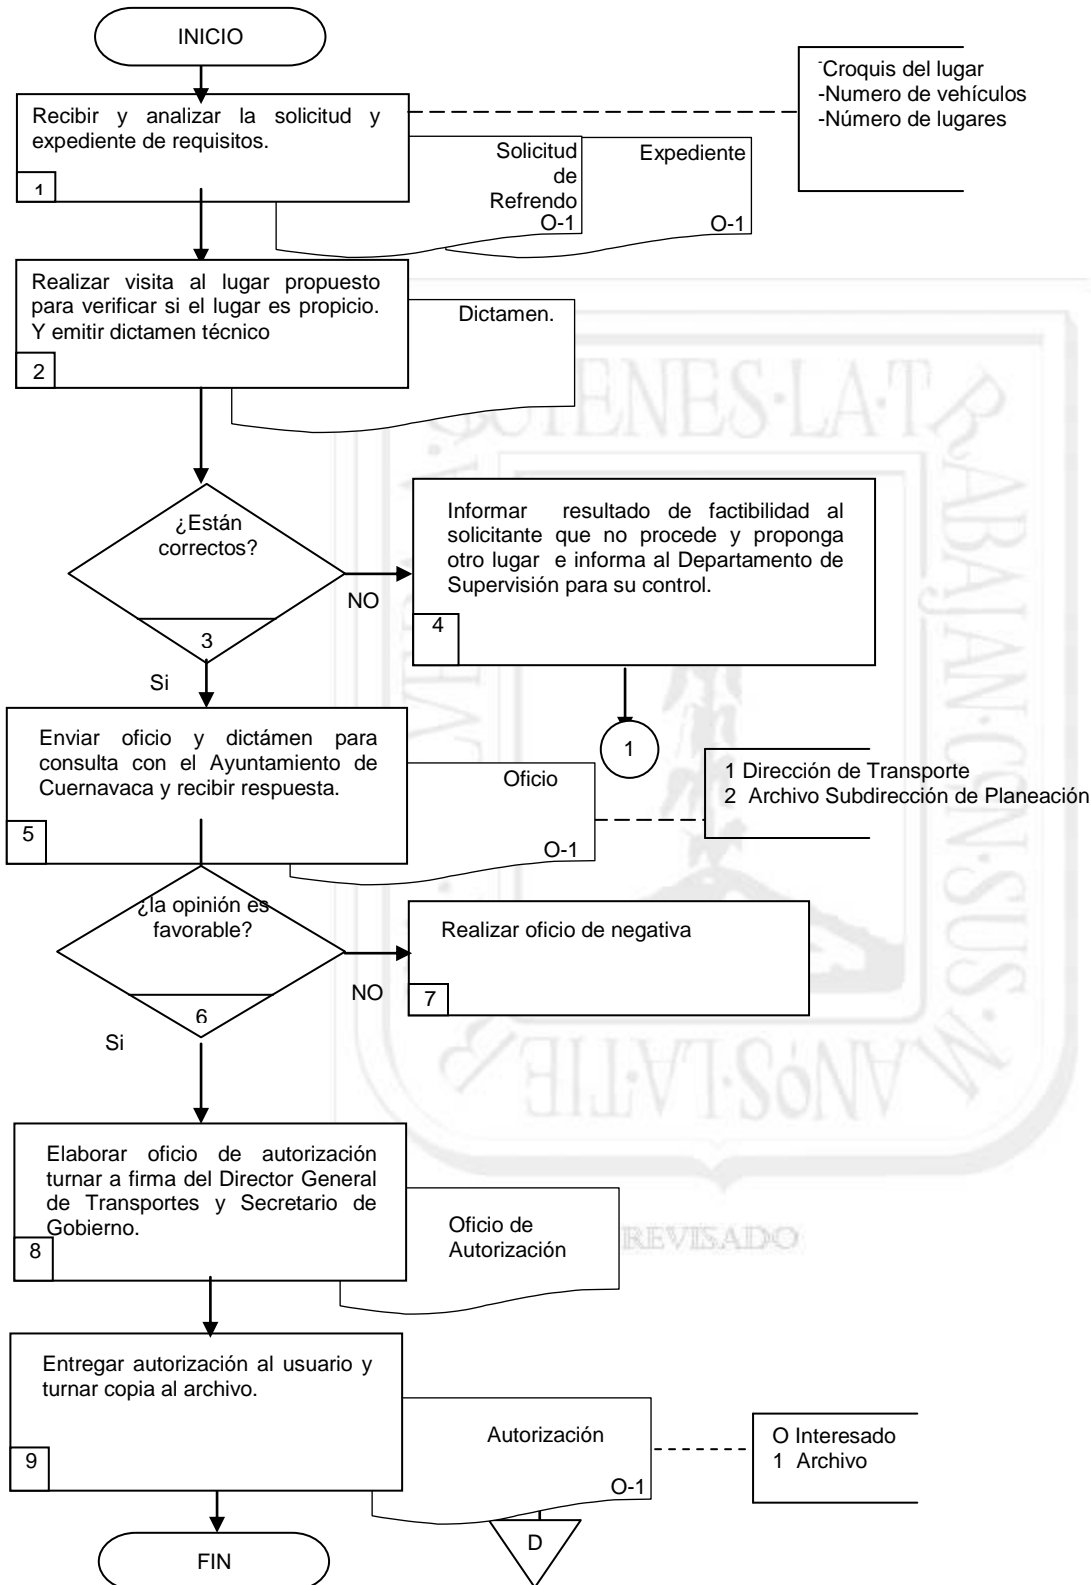 INICIO
-Croquis del lugar
-Numero de vehículos
-Número de lugares
Recibir y analizar la solicitud y
expediente de requisitos.
1
Solicitud
de
Refrendo
O-1
Expediente
O-1
Realizar visita al lugar propuesto
para verificar si el lugar es propicio.
Y emitir dictamen técnico
2
Dictamen.
¿Están
correctos?
3
NO
Si
Informar resultado de factibilidad al
solicitante que no procede y proponga
otro lugar e informa al Departamento de
Supervisión para su control.
4
1
Enviar oficio y dictámen para
consulta con el Ayuntamiento de
Cuernavaca y recibir respuesta.
5
Oficio
O-1
1 Dirección de Transporte
2 Archivo Subdirección de Planeación
¿la opinión es
favorable?
6
NO
Si
Realizar oficio de negativa
7
Elaborar oficio de autorización
turnar a firma del Director General
de Transportes y Secretario de
Gobierno.
8
Oficio de
Autorización
REVISADO
Entregar autorización al usuario y
turnar copia al archivo.
9
Autorización
O-1
O Interesado
1 Archivo
D
FIN